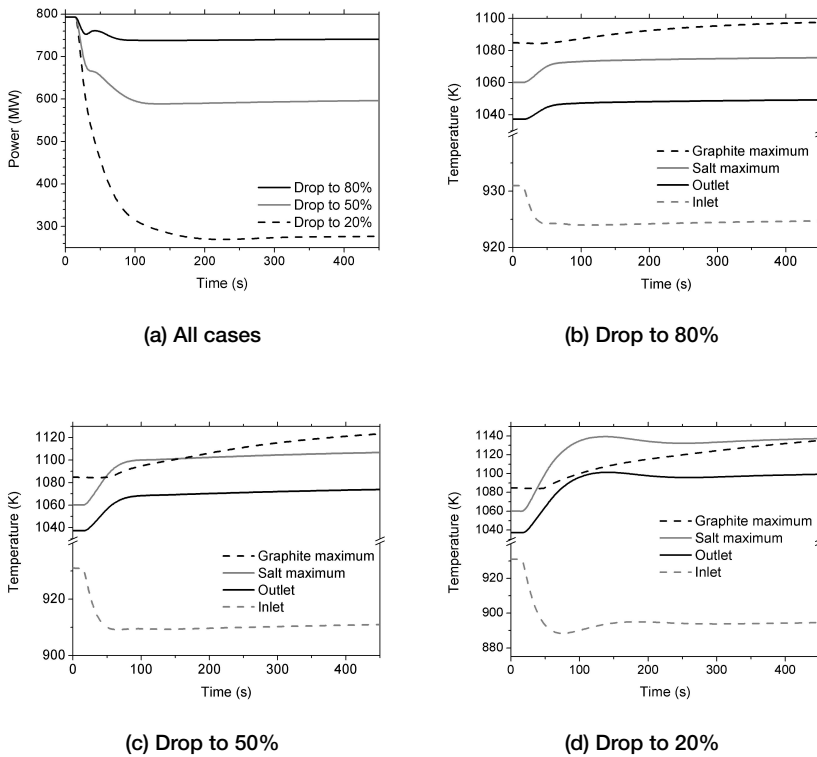 800
700
600
500
400
300
Power (MW)
Drop to 80%
Drop to 50%
Drop to 20%
0 100 200 300 400
Time (s)
(a) All cases
1100
1080
1060
1040
930
920
Temperature (K)
Graphite maximum
Salt maximum
Outlet
Inlet
0 100 200 300 400
Time (s)
(b) Drop to 80%
1120
1100
1080
1060
1040
910
900
Temperature (K)
Graphite maximum
Salt maximum
Outlet
Inlet
0 100 200 300 400
Time (s)
(c) Drop to 50%
1140
1120
1100
1080
1060
1040
920
900
880
Temperature (K)
Graphite maximum
Salt maximum
Outlet
Inlet
0 100 200 300 400
Time (s)
(d) Drop to 20%